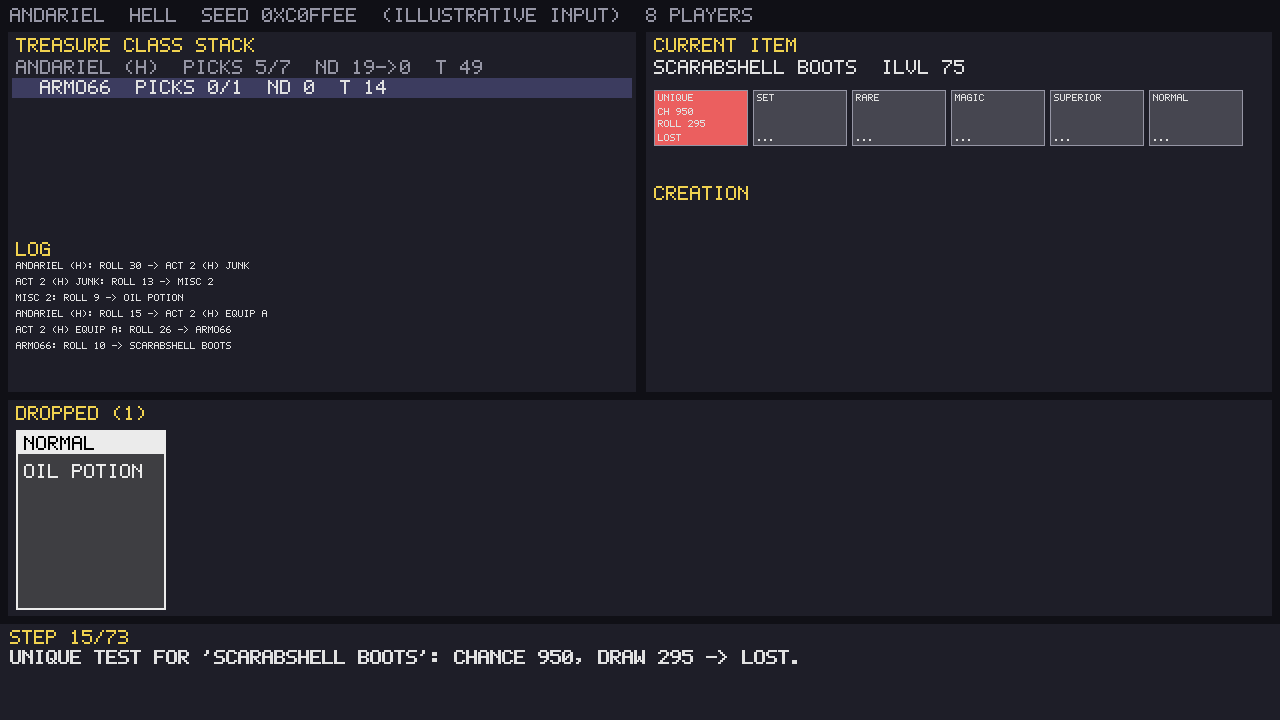 ANDARIEL  HELL  SEED 0XC0FFEE  (ILLUSTRATIVE INPUT)  8 PLAYERS
TREASURE CLASS STACK
ANDARIEL (H)  PICKS 5/7  ND 19->0  T 49
ARMO66  PICKS 0/1  ND 0  T 14
LOG
ANDARIEL (H): ROLL 30 -> ACT 2 (H) JUNK
ACT 2 (H) JUNK: ROLL 13 -> MISC 2
MISC 2: ROLL 9 -> OIL POTION
ANDARIEL (H): ROLL 15 -> ACT 2 (H) EQUIP A
ACT 2 (H) EQUIP A: ROLL 26 -> ARMO66
ARMO66: ROLL 10 -> SCARABSHELL BOOTS
CURRENT ITEM
SCARABSHELL BOOTS  ILVL 75
UNIQUE
CH 950
ROLL 295
LOST
SET
...
RARE
...
MAGIC
...
SUPERIOR
...
NORMAL
...
CREATION
DROPPED (1)
NORMAL
OIL POTION
STEP 15/73
UNIQUE TEST FOR 'SCARABSHELL BOOTS': CHANCE 950, DRAW 295 -> LOST.